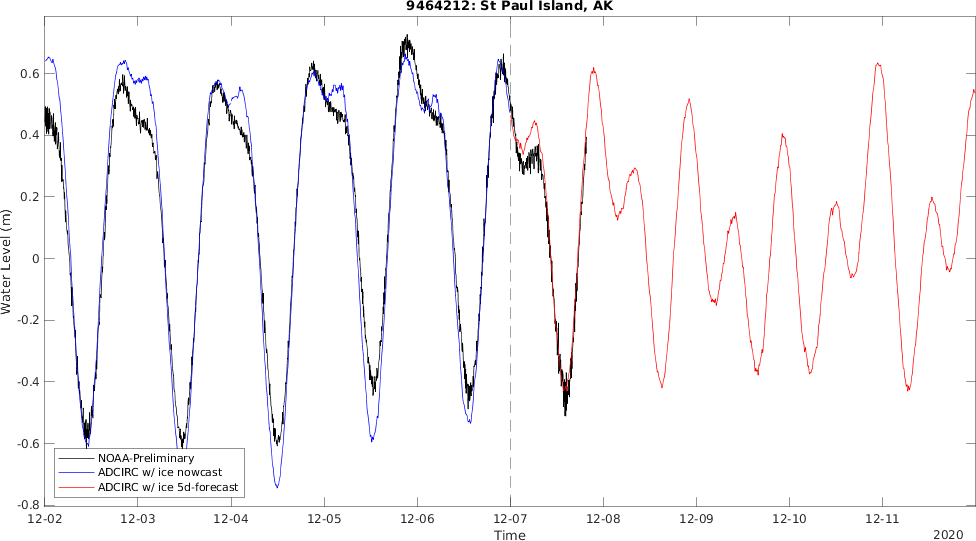 9464212: St Paul Island, AK
Water Level (m)
0.6
0.4
0.2
0
-0.2
-0.4
-0.6
-0.8
NOAA-Preliminary
ADCIRC w/ ice nowcast
ADCIRC w/ ice 5d-forecast
12-02 12-03 12-04 12-05 12-06 12-07 12-08 12-09 12-10 12-11
Time
2020